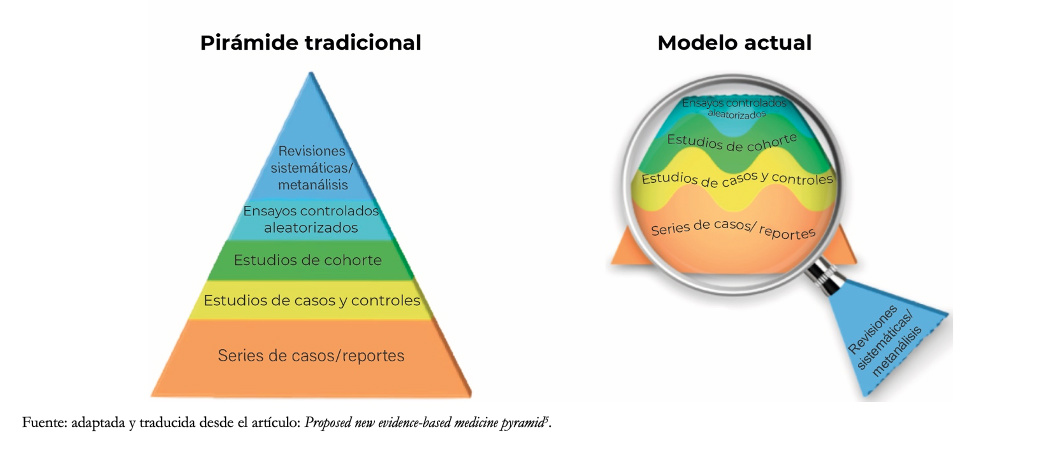 Pirámide tradicional
Revisiones
sistemáticas/
metanálisis
Ensayos controlados
aleatorizados
Estudios de cohorte
Estudios de casos y controles
Series de casos/reportes
Modelo actual
Ensayos controlados
aleatorizados
Estudios de cohorte
Estudios de casos y controles
Series de casos/ reportes
Revisiones
sistemáticas/
metanálisis
Fuente: adaptada y traducida desde el artículo: Proposed new evidence-based medicine pyramid⁵.